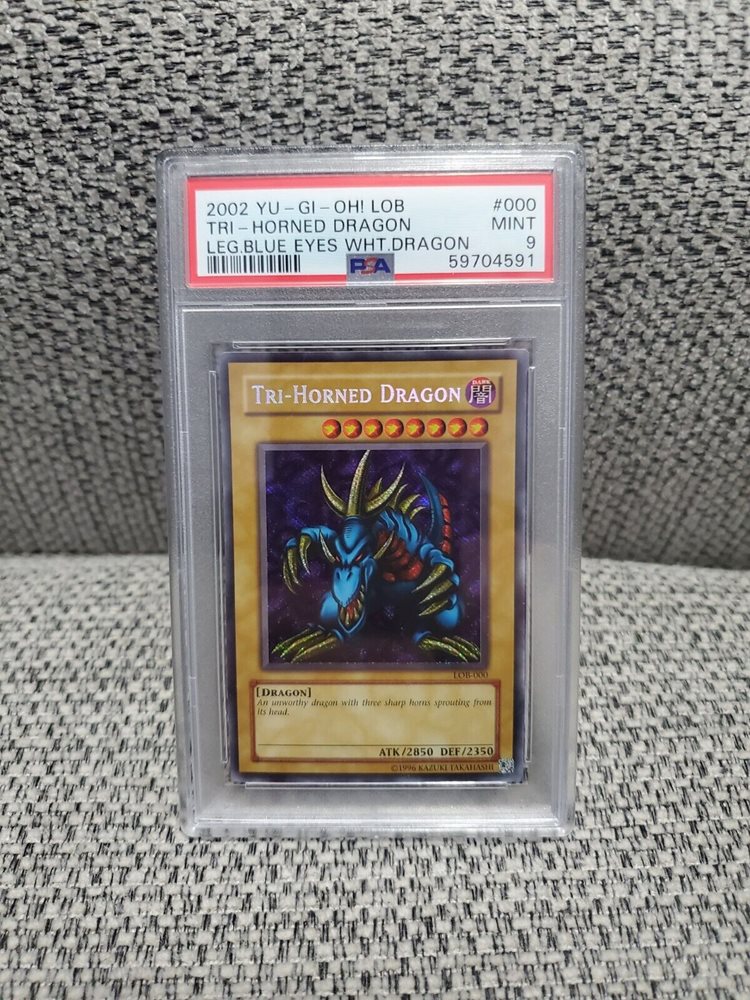 2002 YU-GI-OH! LOB #000
TRI-HORNED DRAGON MINT
LEG.BLUE EYES WHT.DRAGON 9
PSA 59704591
TRI-HORNED DRAGON
DARK
闇
LOB-000
[DRAGON]
An unworthy dragon with three sharp horns sprouting from
its head.
ATK/2850 DEF/2350
©1996 KAZUKI TAKAHASHI